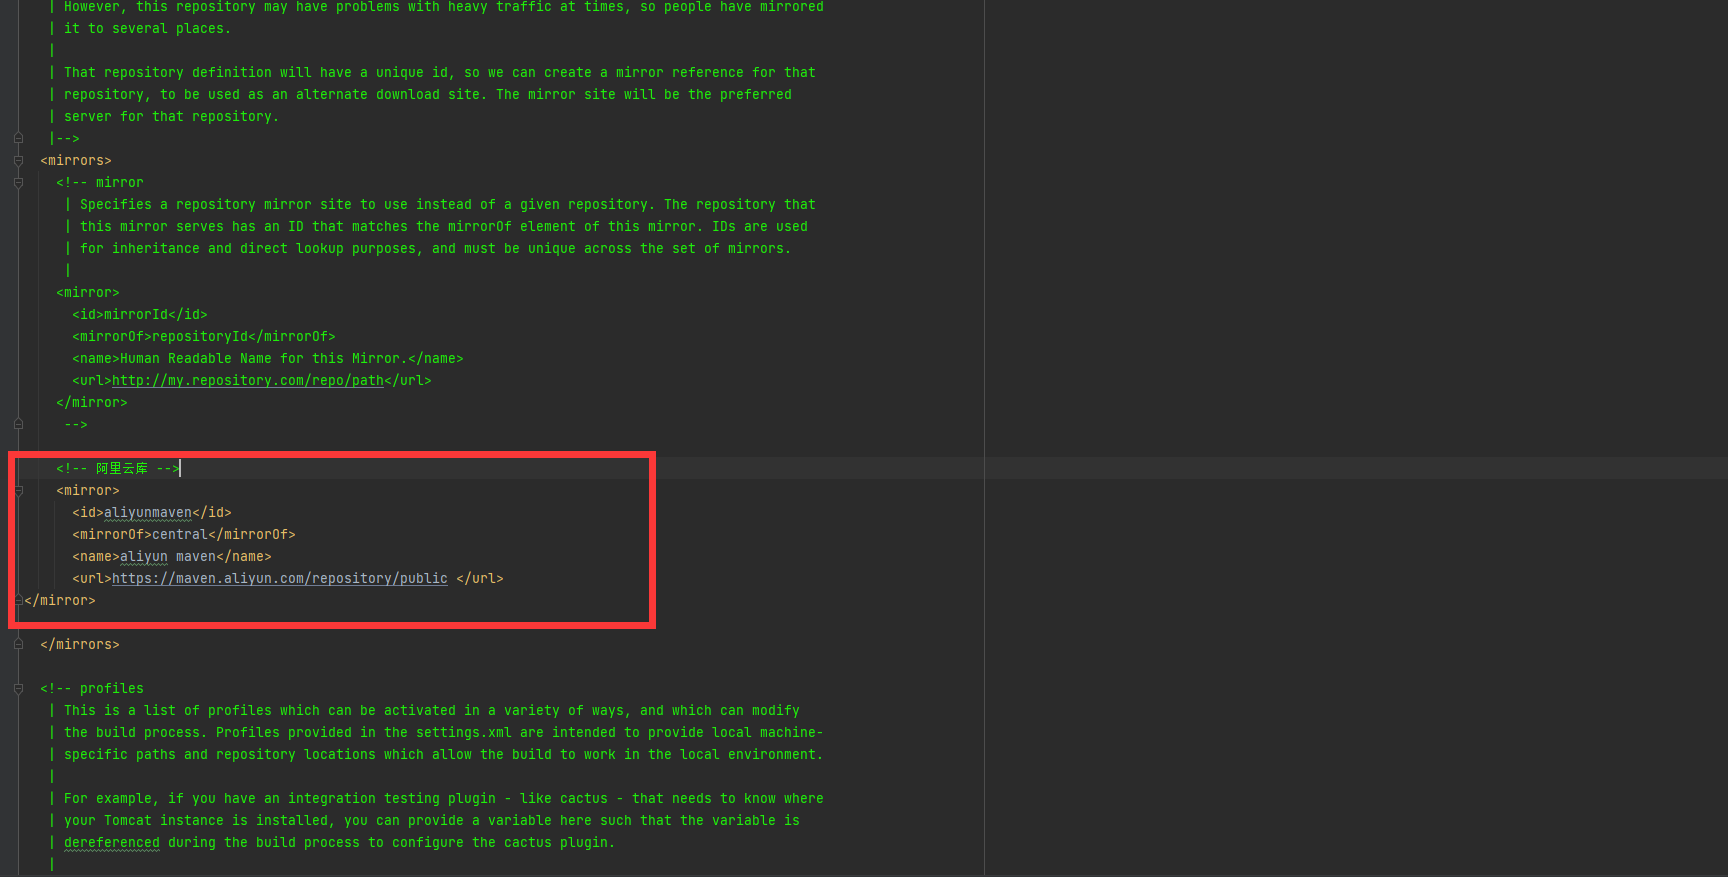 | However, this repository may have problems with heavy traffic at times, so people have mirrored
| it to several places.
|
| That repository definition will have a unique id, so we can create a mirror reference for that
| repository, to be used as an alternate download site. The mirror site will be the preferred
| server for that repository.
|-->
<mirrors>
<!-- mirror
| Specifies a repository mirror site to use instead of a given repository. The repository that
| this mirror serves has an ID that matches the mirrorOf element of this mirror. IDs are used
| for inheritance and direct lookup purposes, and must be unique across the set of mirrors.
|
<mirror>
<id>mirrorId</id>
<mirrorOf>repositoryId</mirrorOf>
<name>Human Readable Name for this Mirror.</name>
<url>http://my.repository.com/repo/path</url>
</mirror>
-->
<!-- 阿里云库 -->
<mirror>
<id>aliyunmaven</id>
<mirrorOf>central</mirrorOf>
<name>aliyun maven</name>
<url>https://maven.aliyun.com/repository/public </url>
</mirror>
</mirrors>
<!-- profiles
| This is a list of profiles which can be activated in a variety of ways, and which can modify
| the build process. Profiles provided in the settings.xml are intended to provide local machine-
| specific paths and repository locations which allow the build to work in the local environment.
|
| For example, if you have an integration testing plugin - like cactus - that needs to know where
| your Tomcat instance is installed, you can provide a variable here such that the variable is
| dereferenced during the build process to configure the cactus plugin.
|